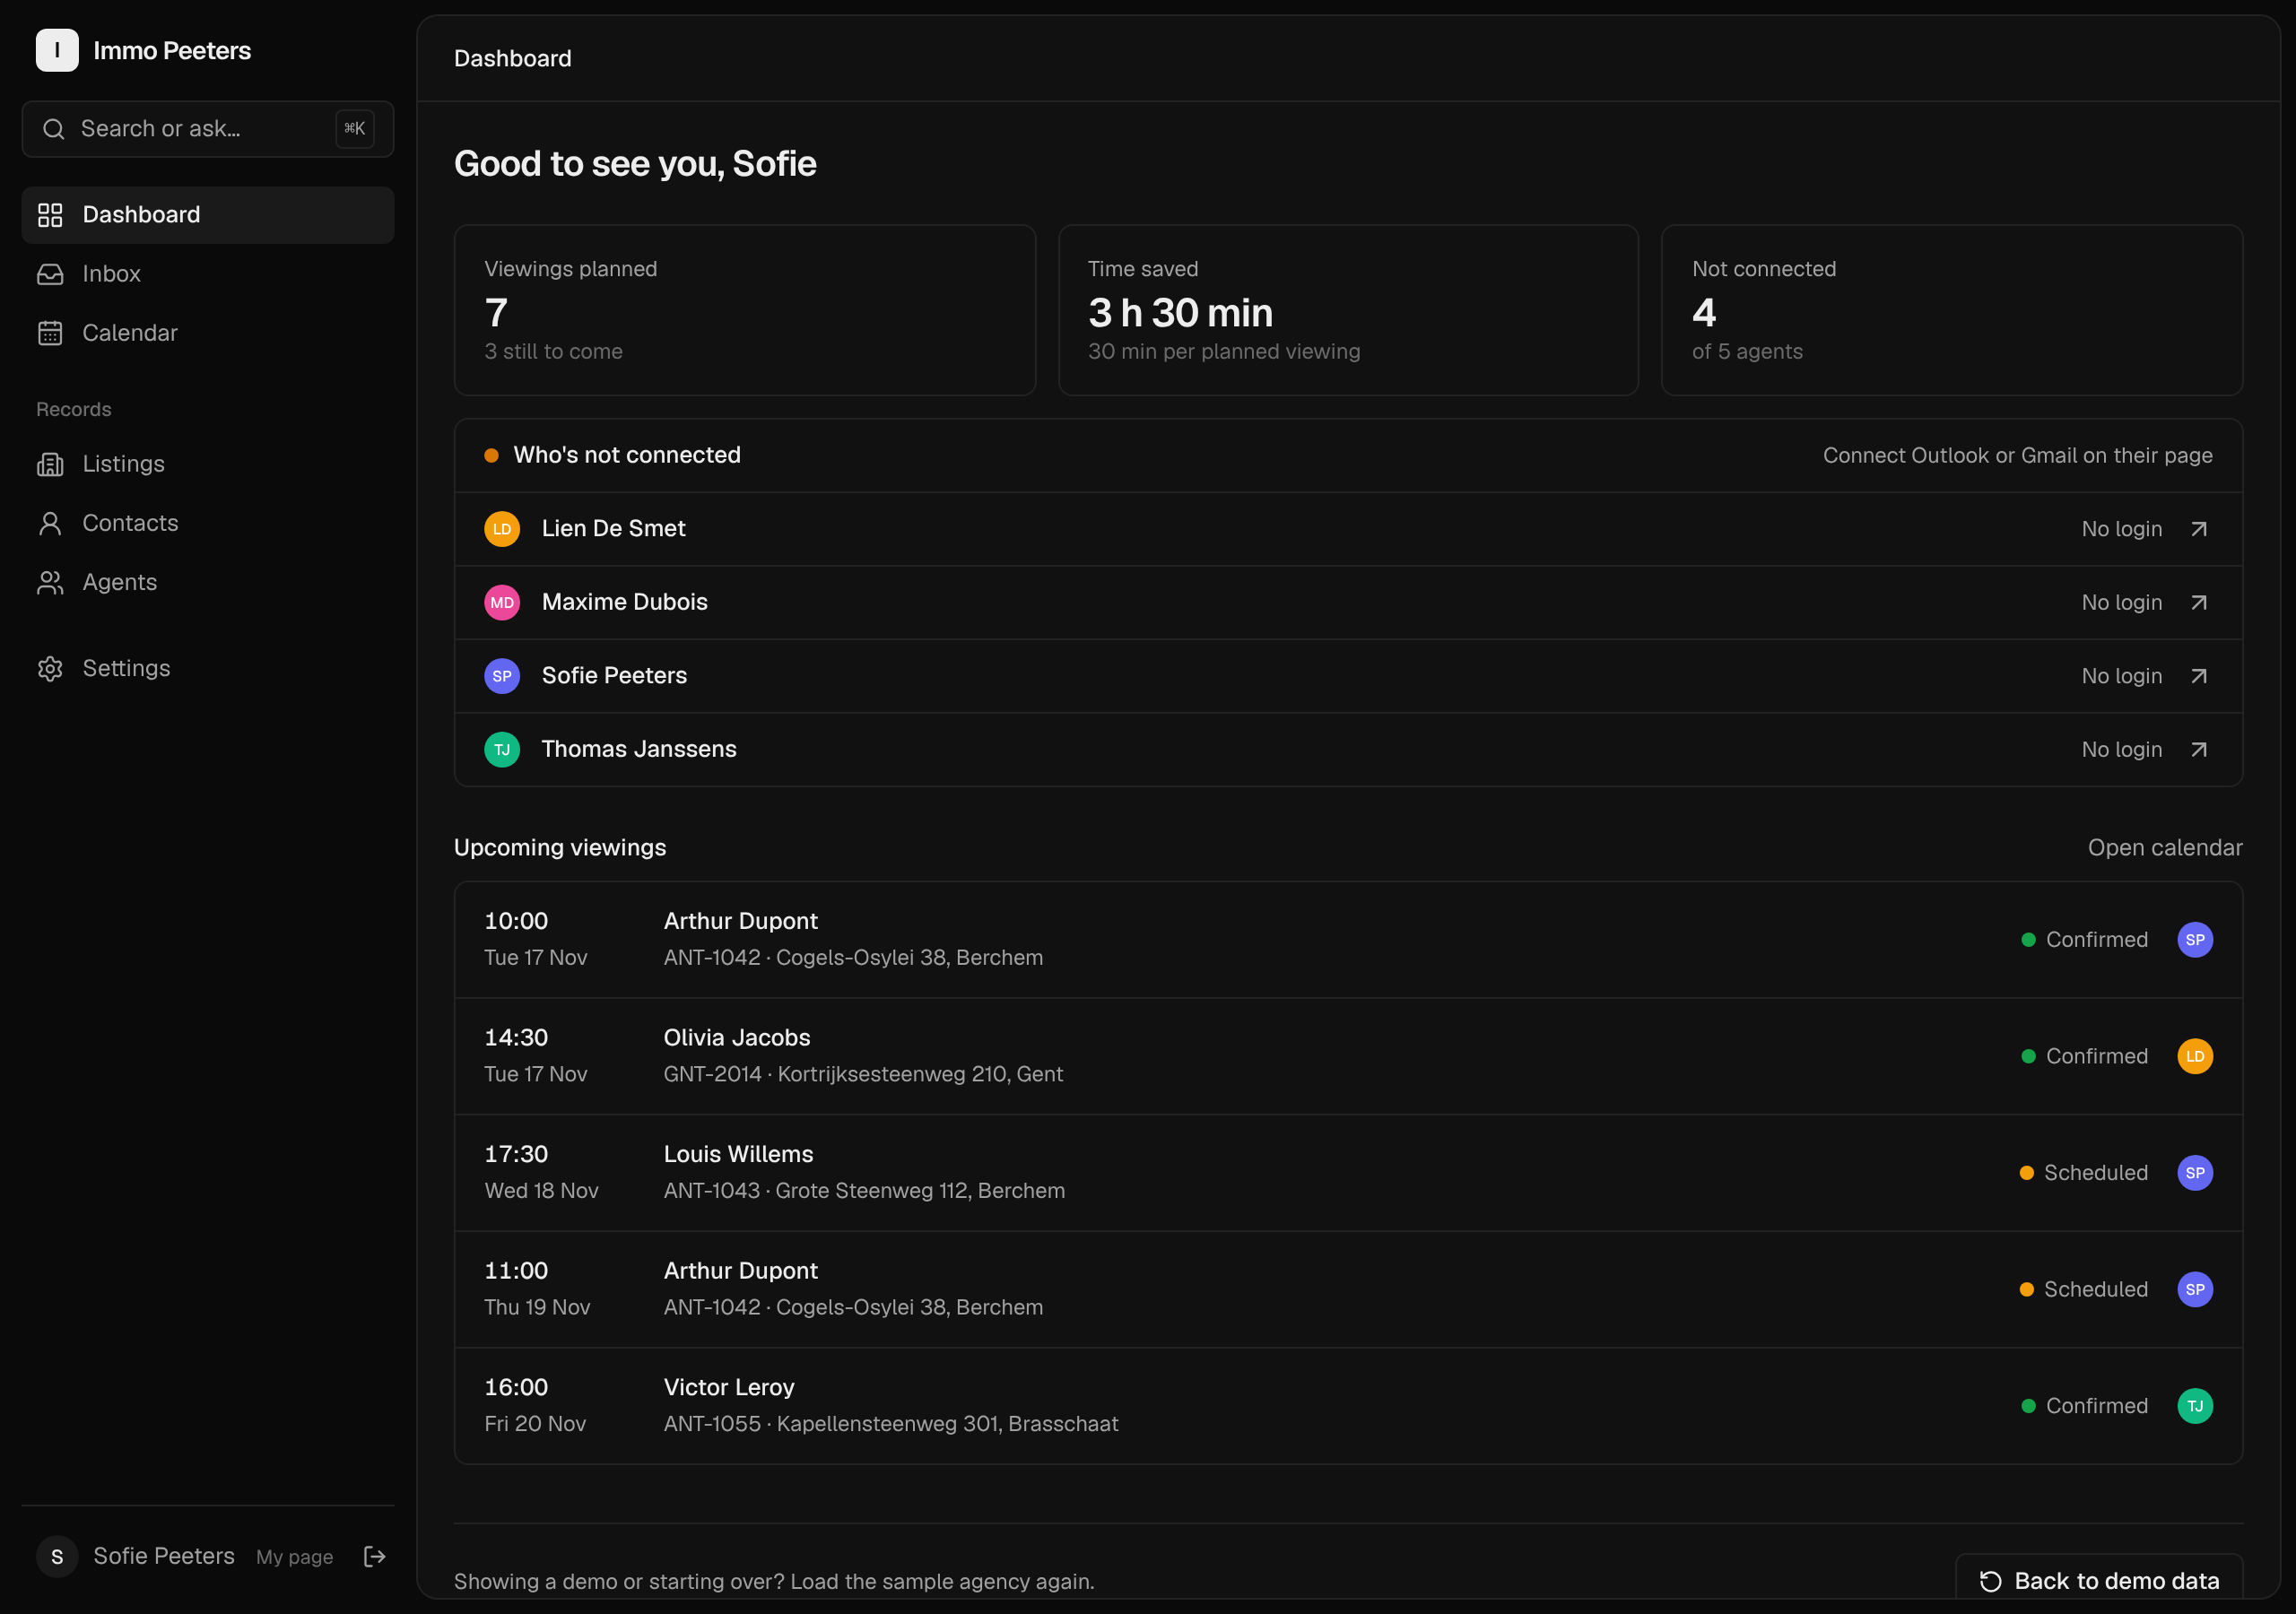 I Immo Peeters
Search or ask... ⌘K
Dashboard
Inbox
Calendar
Records
Listings
Contacts
Agents
Settings
S Sofie Peeters My page
Dashboard
Good to see you, Sofie
Viewings planned
7
3 still to come
Time saved
3 h 30 min
30 min per planned viewing
Not connected
4
of 5 agents
Who's not connected Connect Outlook or Gmail on their page
LD Lien De Smet No login
MD Maxime Dubois No login
SP Sofie Peeters No login
TJ Thomas Janssens No login
Upcoming viewings Open calendar
10:00 Arthur Dupont
Tue 17 Nov ANT-1042 · Cogels-Osylei 38, Berchem
Confirmed SP
14:30 Olivia Jacobs
Tue 17 Nov GNT-2014 · Kortrijksesteenweg 210, Gent
Confirmed LD
17:30 Louis Willems
Wed 18 Nov ANT-1043 · Grote Steenweg 112, Berchem
Scheduled SP
11:00 Arthur Dupont
Thu 19 Nov ANT-1042 · Cogels-Osylei 38, Berchem
Scheduled SP
16:00 Victor Leroy
Fri 20 Nov ANT-1055 · Kapellensteenweg 301, Brasschaat
Confirmed TJ
Showing a demo or starting over? Load the sample agency again. Back to demo data